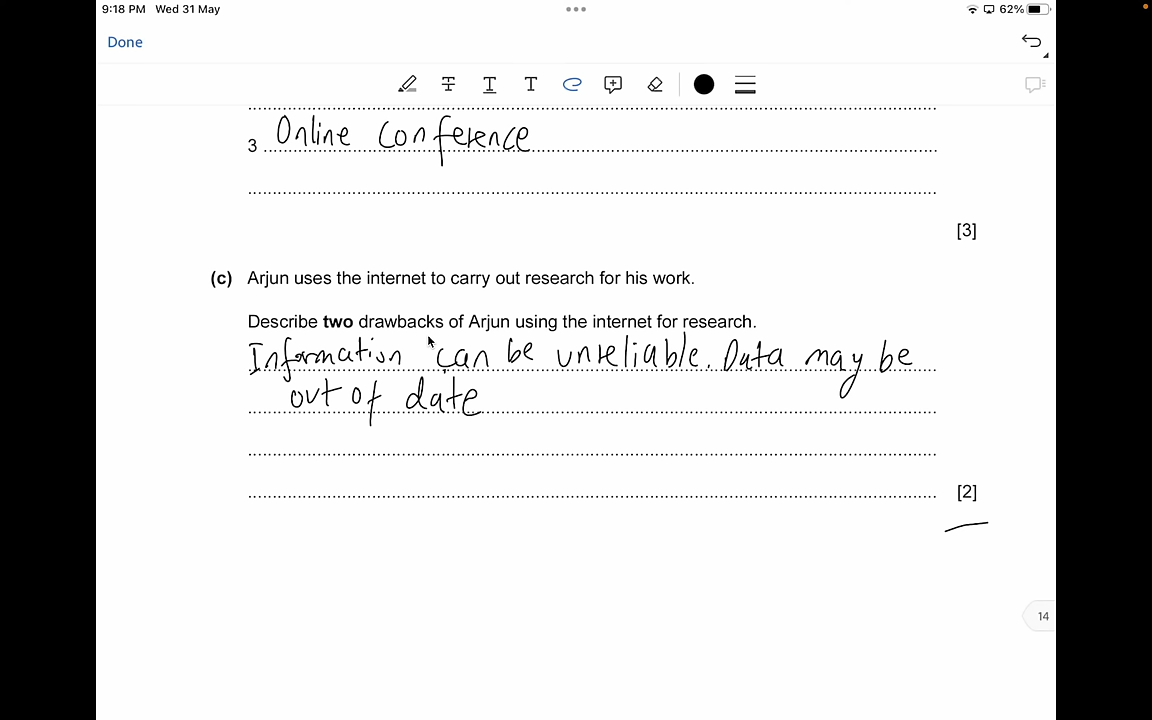 9:18 PM Wed 31 May
62%
Done
3 Online conference
[3]
(c) Arjun uses the internet to carry out research for his work.
Describe two drawbacks of Arjun using the internet for research.
Information can be unreliable. Data may be
out of date
[2]
14